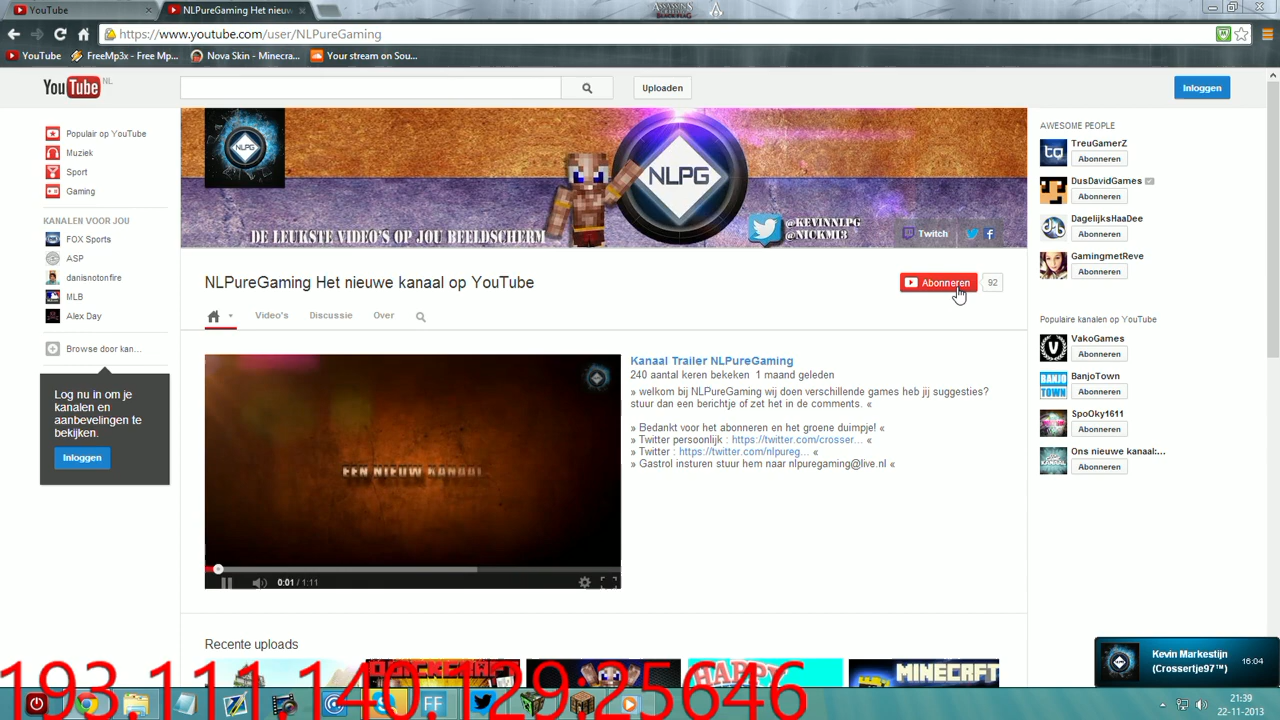 YouTube
NLPureGaming Het nieuw
https://www.youtube.com/user/NLPureGaming
YouTube
FreeMp3x - Free Mp...
Nova Skin - Minecra...
Your stream on Sou...
YouTube NL
Uploaden
Inloggen
Populair op YouTube
Muziek
Sport
Gaming
KANALEN VOOR JOU
FOX Sports
ASP
danisnotonfire
MLB
Alex Day
Browse door kan...
Log nu in om je
kanalen en
aanbevelingen te
bekijken.
Inloggen
NLPG
NLPG
DE LEUKSTE VIDEO'S OP JOU BEELDSCHERM
@KEVINNLPG
@NICKM13
Twitch
NLPureGaming Het nieuwe kanaal op YouTube
Abonneren
92
Video's
Discussie
Over
EEN NIEUW KANAAL
0:01 / 1:11
Kanaal Trailer NLPureGaming
240 aantal keren bekeken 1 maand geleden
» welkom bij NLPureGaming wij doen verschillende games heb jij suggesties?
stuur dan een berichtje of zet het in de comments. «
» Bedankt voor het abonneren en het groene duimpje! «
» Twitter persoonlijk : https://twitter.com/crosser... «
» Twitter : https://twitter.com/nlpureg... «
» Gastrol insturen stuur hem naar nlpuregaming@live.nl «
Recente uploads
HAPPY
MINECRAFT
AWESOME PEOPLE
TreuGamerZ
Abonneren
DusDavidGames
Abonneren
DagelijksHaaDee
Abonneren
GamingmetReve
Abonneren
Populaire kanalen op YouTube
VakoGames
Abonneren
BANJO
TOWN
BanjoTown
Abonneren
SpoOky1611
Abonneren
Ons nieuwe kanaal:...
Abonneren
Kevin Markestijn
(Crossertje97™)
16:04
193.111.140.129:25646
FF
21:39
22-11-2013